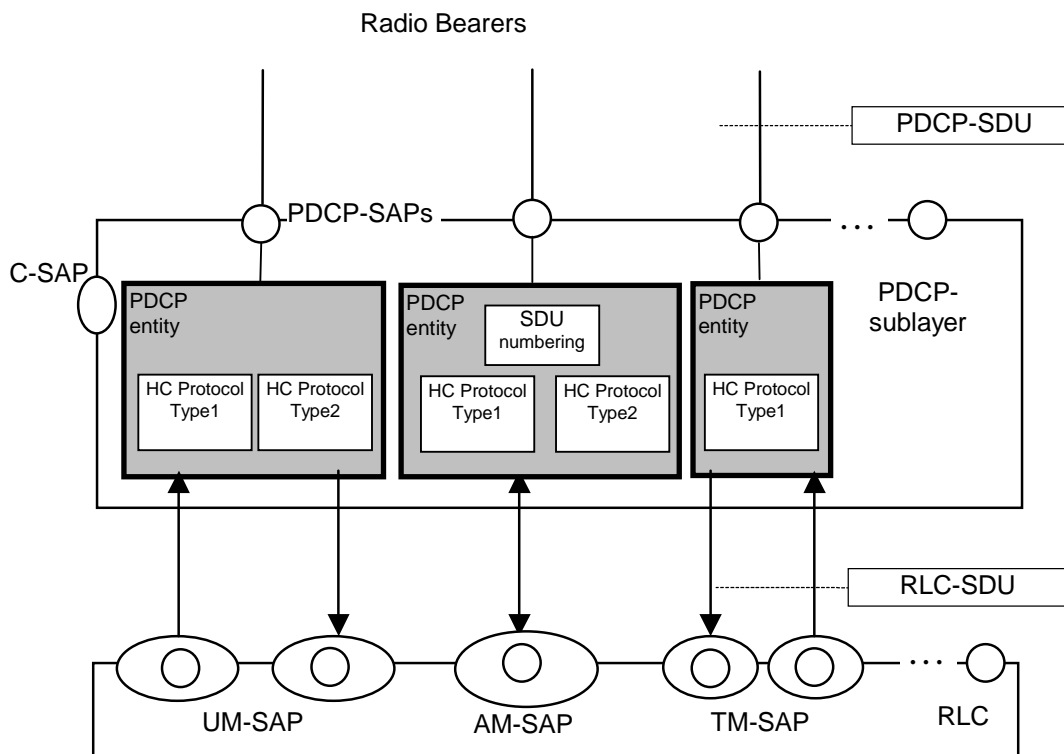 Radio Bearers
PDCP-SDU
PDCP-SAPs
...
C-SAP
PDCP
entity
HC Protocol
Type1
HC Protocol
Type2
PDCP
entity
SDU
numbering
HC Protocol
Type1
HC Protocol
Type2
PDCP
entity
HC Protocol
Type1
PDCP-
sublayer
RLC-SDU
...
UM-SAP
AM-SAP
TM-SAP
RLC